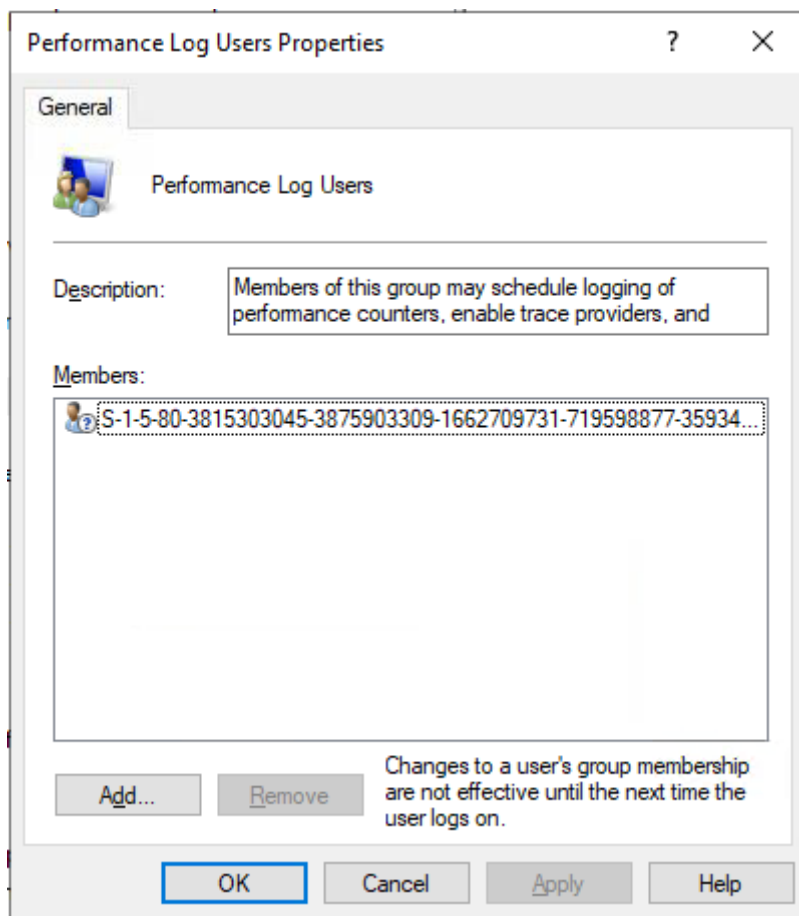 Performance Log Users Properties
?
General
Performance Log Users
Description:
Members of this group may schedule logging of
performance counters, enable trace providers, and
Members:
S-1-5-80-3815303045-3875903309-1662709731-719598877-35934...
Add...
Remove
Changes to a user's group membership
are not effective until the next time the
user logs on.
OK
Cancel
Apply
Help